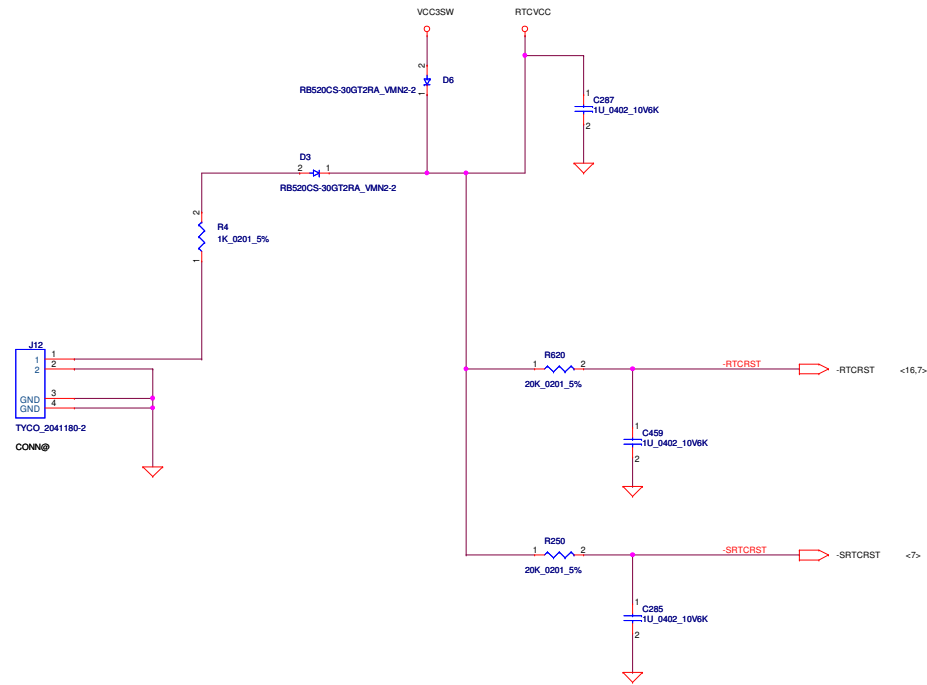 VCC3SW
RTCVCC
2
D6
RB520CS-30GT2RA_VMN2-2
1
1
C287
1U_0402_10V6K
2
D3
2
1
RB520CS-30GT2RA_VMN2-2
2
R4
1K_0201_5%
1
J12
1
1
2
2
GND
3
GND
4
TYCO_2041180-2
CONN@
R620
1
2
20K_0201_5%
-RTCRST
-RTCRST
<16,7>
1
C459
1U_0402_10V6K
2
R250
1
2
20K_0201_5%
-SRTCRST
-SRTCRST
<7>
1
C285
1U_0402_10V6K
2